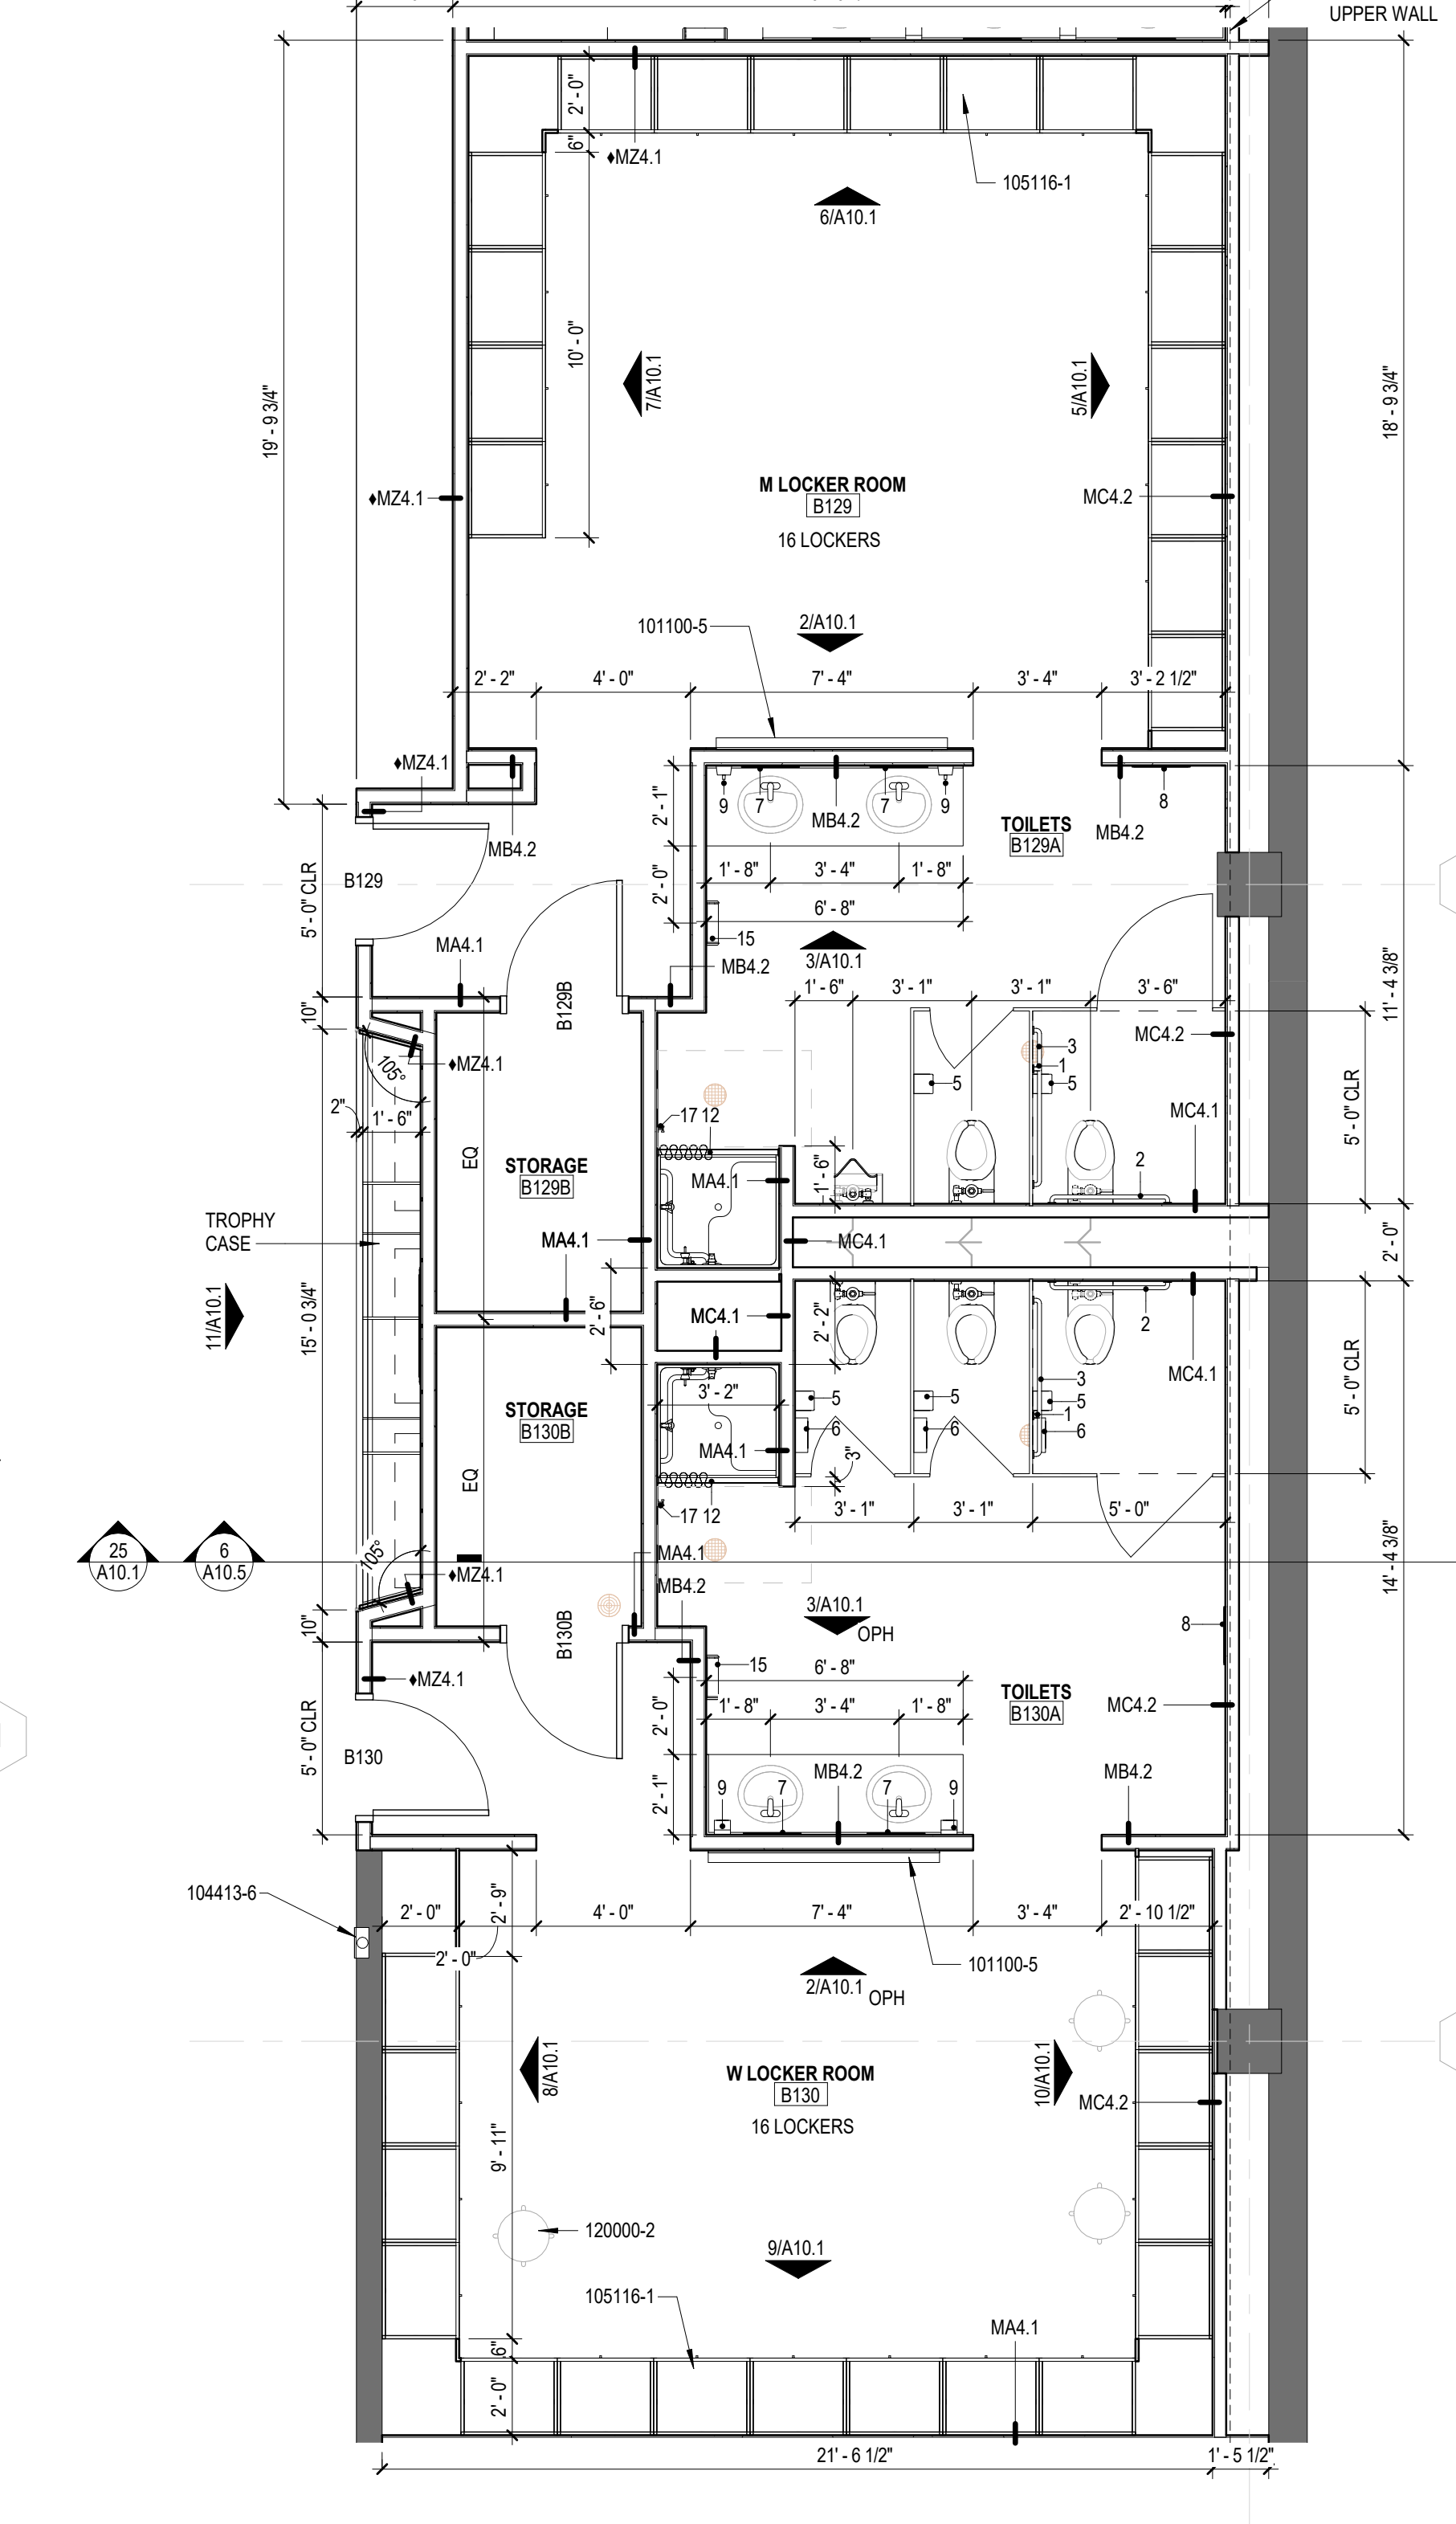 UPPER WALL
2' - 0"
6"
♦MZ4.1
105116-1
6/A10.1
19' - 9 3/4"
10' - 0"
7/A10.1
5/A10.1
18' - 9 3/4"
♦MZ4.1
M LOCKER ROOM
B129
16 LOCKERS
MC4.2
101100-5
2/A10.1
2' - 2"
4' - 0"
7' - 4"
3' - 4"
3' - 2 1/2"
♦MZ4.1
MB4.2
2' - 1"
9
7
MB4.2
7
9
TOILETS
B129A
MB4.2
8
5' - 0" CLR
B129
2' - 0"
1' - 8"
3' - 4"
1' - 8"
6' - 8"
MA4.1
15
3/A10.1
MB4.2
B129B
1' - 6"
3' - 1"
3' - 1"
3' - 6"
11' - 4 3/8"
10"
105°
♦MZ4.1
MC4.2
3
1
5
5
2"
1' - 6"
17 12
MC4.1
5' - 0" CLR
EQ
STORAGE
B129B
MA4.1
1' - 6"
2
TROPHY
CASE
MA4.1
MC4.1
2' - 0"
11/A10.1
15' - 0 3/4"
2' - 6"
MC4.1
2' - 2"
2
MC4.1
5' - 0" CLR
3' - 2"
3
5
5
5
1
STORAGE
B130B
MA4.1
6
6
6
3"
EQ
17 12
3' - 1"
3' - 1"
5' - 0"
25
A10.1
6
A10.5
105°
♦MZ4.1
MA4.1
MB4.2
14' - 4 3/8"
10"
B130B
3/A10.1
OPH
8
♦MZ4.1
15
6' - 8"
TOILETS
B130A
MC4.2
5' - 0" CLR
B130
2' - 0"
1' - 8"
3' - 4"
1' - 8"
2' - 1"
9
7
MB4.2
7
9
MB4.2
104413-6
2' - 0"
2' - 9"
4' - 0"
7' - 4"
3' - 4"
2' - 10 1/2"
2' - 0"
101100-5
2/A10.1
OPH
8/A10.1
10/A10.1
W LOCKER ROOM
B130
16 LOCKERS
MC4.2
9' - 11"
120000-2
9/A10.1
105116-1
MA4.1
6"
2' - 0"
21' - 6 1/2"
1' - 5 1/2"